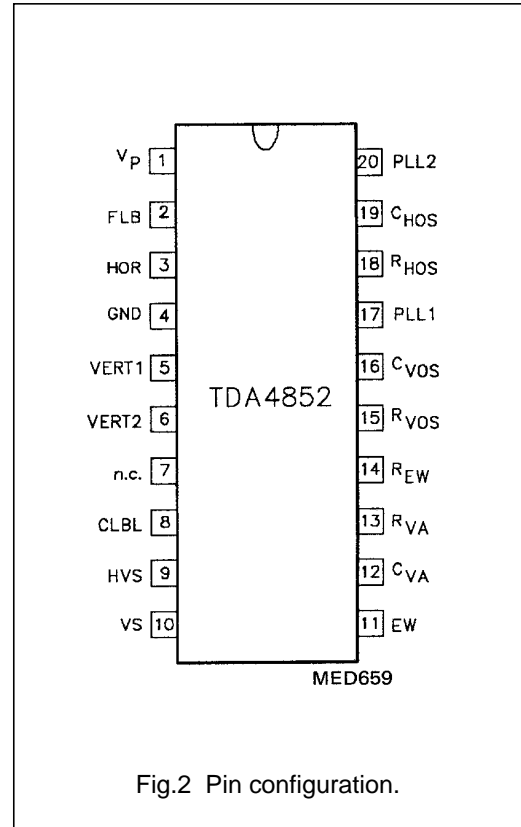 VP 1
FLB 2
HOR 3
GND 4
VERT1 5
VERT2 6
n.c. 7
CLBL 8
HVS 9
VS 10
TDA4852
20 PLL2
19 CHOS
18 RHOS
17 PLL1
16 CVOS
15 RVOS
14 REW
13 RVA
12 CVA
11 EW
MED659
Fig.2 Pin configuration.